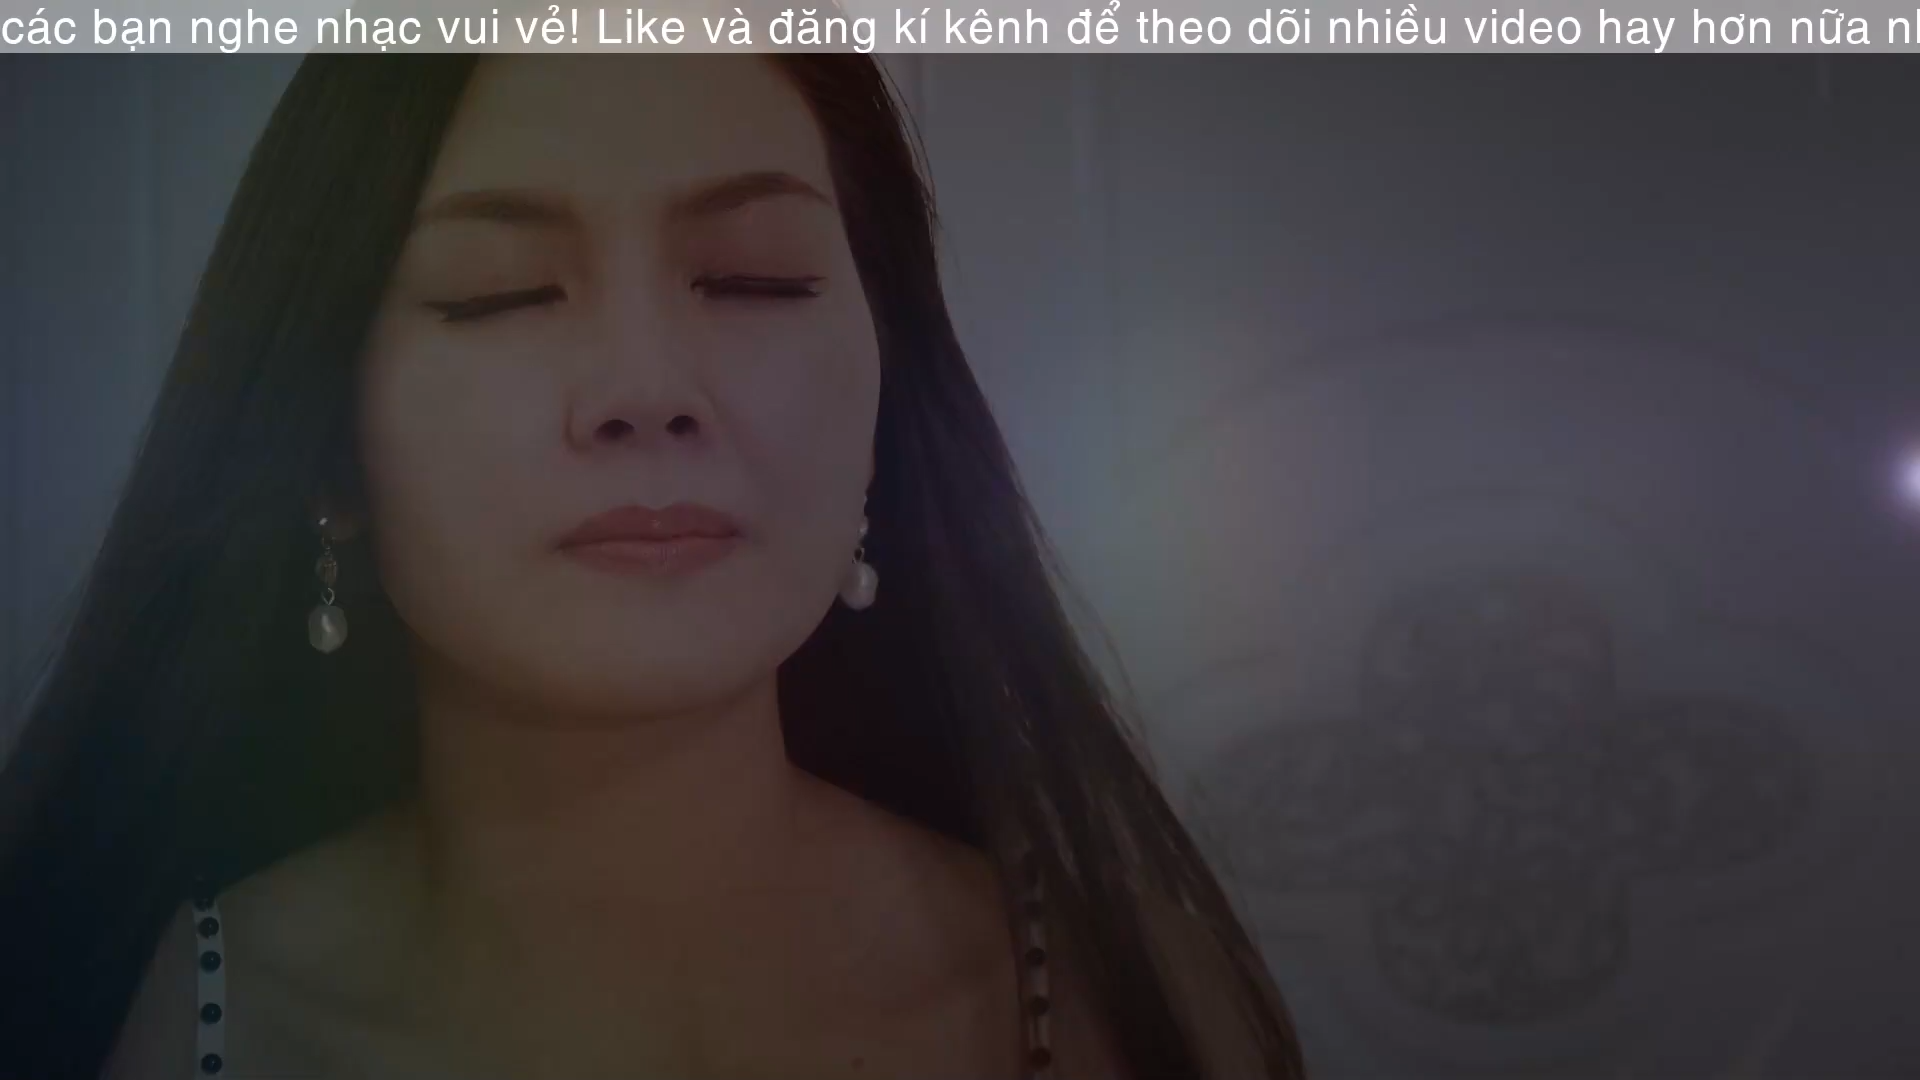 các bạn nghe nhạc vui vẻ! Like và đăng kí kênh để theo dõi nhiều video hay hơn nữa